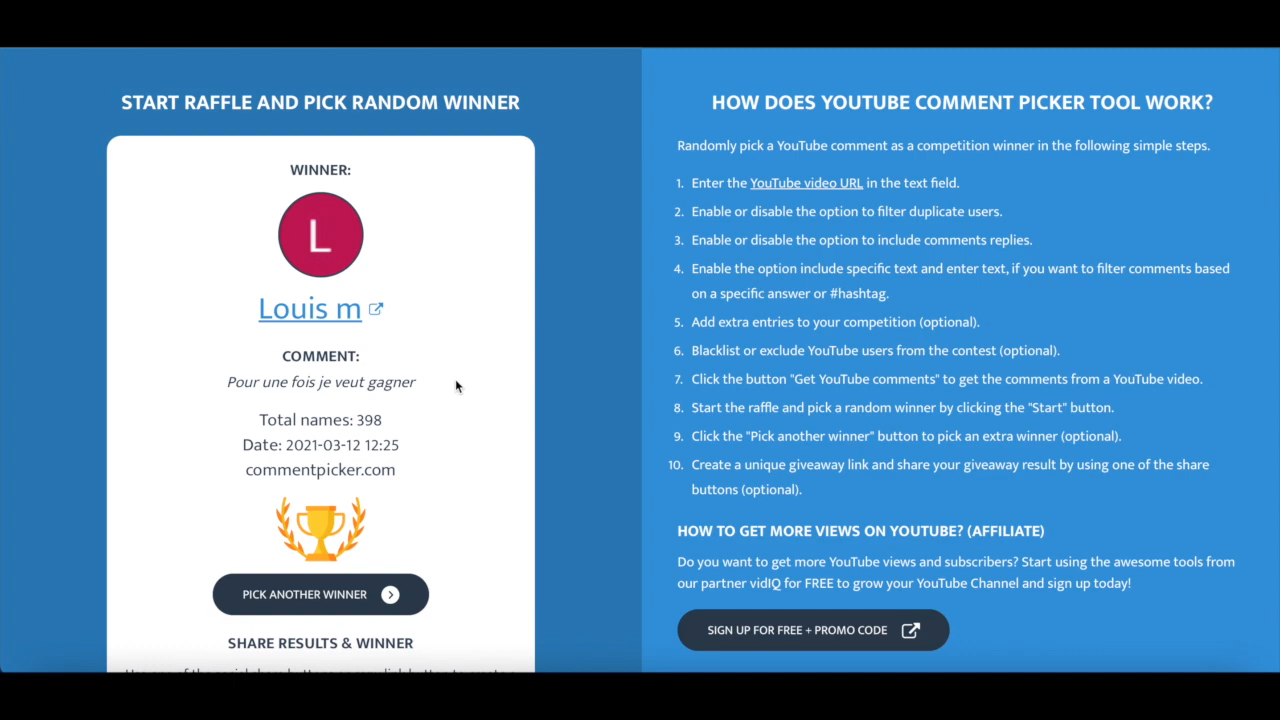 START RAFFLE AND PICK RANDOM WINNER
WINNER:
L
Louis m
COMMENT:
Pour une fois je veut gagner
Total names: 398
Date: 2021-03-12 12:25
commentpicker.com
PICK ANOTHER WINNER
SHARE RESULTS & WINNER
HOW DOES YOUTUBE COMMENT PICKER TOOL WORK?
Randomly pick a YouTube comment as a competition winner in the following simple steps.
1. Enter the YouTube video URL in the text field.
2. Enable or disable the option to filter duplicate users.
3. Enable or disable the option to include comments replies.
4. Enable the option include specific text and enter text, if you want to filter comments based
on a specific answer or #hashtag.
5. Add extra entries to your competition (optional).
6. Blacklist or exclude YouTube users from the contest (optional).
7. Click the button "Get YouTube comments" to get the comments from a YouTube video.
8. Start the raffle and pick a random winner by clicking the "Start" button.
9. Click the "Pick another winner" button to pick an extra winner (optional).
10. Create a unique giveaway link and share your giveaway result by using one of the share
buttons (optional).
HOW TO GET MORE VIEWS ON YOUTUBE? (AFFILIATE)
Do you want to get more YouTube views and subscribers? Start using the awesome tools from
our partner vidIQ for FREE to grow your YouTube Channel and sign up today!
SIGN UP FOR FREE + PROMO CODE